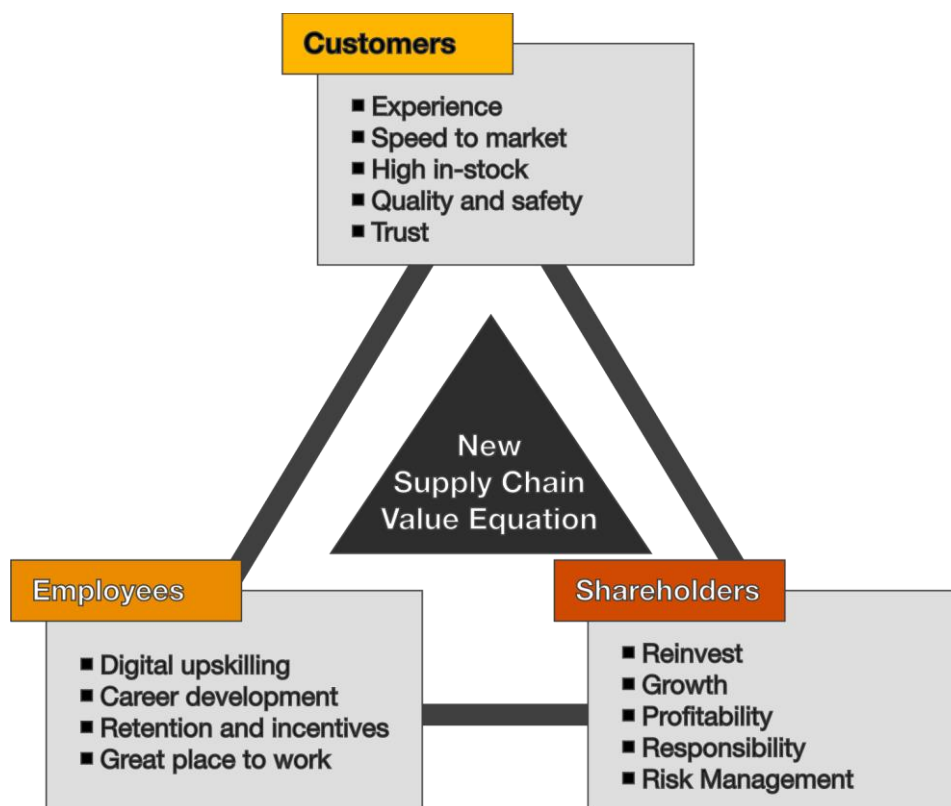 Customers
■ Experience
■ Speed to market
■ High in-stock
■ Quality and safety
■ Trust
New
Supply Chain
Value Equation
Employees
■ Digital upskilling
■ Career development
■ Retention and incentives
■ Great place to work
Shareholders
■ Reinvest
■ Growth
■ Profitability
■ Responsibility
■ Risk Management